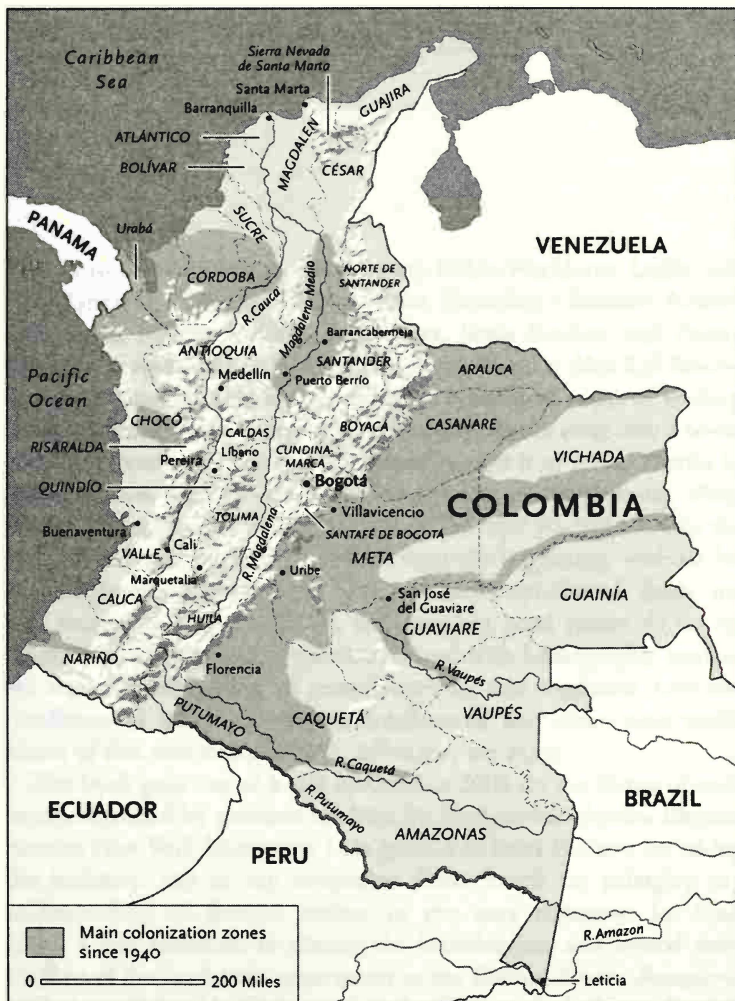 Caribbean
Sea
Sierra Nevada
de Santa Marta
Santa Marta
Barranquilla
GUAJIRA
ATLÁNTICO
MAGDALEN
BOLÍVAR
CÉSAR
PANAMA
Urabá
SUCRE
VENEZUELA
CÓRDOBA
NORTE DE
SANTANDER
R. Cauca
Magdalena Medio
Barrancabermeja
ANTIOQUIA
SANTANDER
ARAUCA
Medellín
Puerto Berrío
Pacific
Ocean
CHOCÓ
BOYACA
CASANARE
CALDAS
RISARALDA
Líbano
CUNDINA-
MARCA
VICHADA
Pereira
QUINDÍO
Bogotá
COLOMBIA
TOLIMA
Villavicencio
Buenaventura
SANTAFÉ DE BOGOTÁ
R. Magdalena
VALLE
Cali
META
Marquetalia
Uribe
San José
del Guaviare
GUAINÍA
CAUCA
HUILA
GUAVIARE
NARIÑO
Florencia
R. Vaupés
PUTUMAYO
CAQUETÁ
VAUPÉS
R. Caquetá
ECUADOR
R. Putumayo
BRAZIL
PERU
AMAZONAS
Main colonization zones
since 1940
R. Amazon
0 200 Miles
Leticia